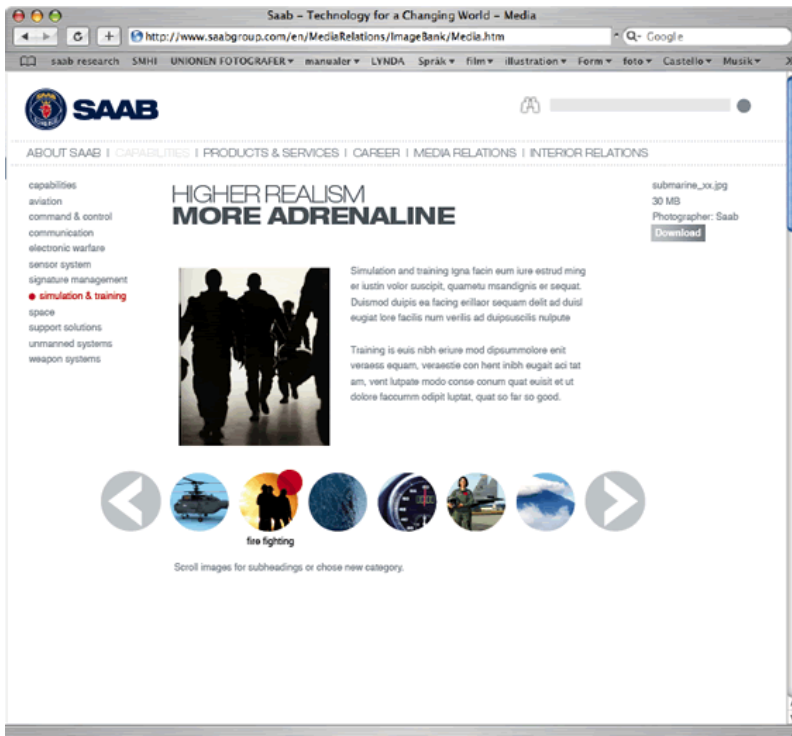 Saab – Technology for a Changing World – Media
http://www.saabgroup.com/en/MediaRelations/ImageBank/Media.htm
Google
saab research SMHI UNIONEN FOTOGRAFER manualer LYNDA Språk film illustration Form foto Castello Musik
SAAB
ABOUT SAAB I CAPABILITIES I PRODUCTS & SERVICES I CAREER I MEDIA RELATIONS I INTERIOR RELATIONS
capabilities
aviation
command & control
communication
electronic warfare
sensor system
signature management
simulation & training
space
support solutions
unmanned systems
weapon systems
HIGHER REALISM
MORE ADRENALINE
submarine_xx.jpg
30 MB
Photographer: Saab
Download
Simulation and training Igna facin eum iure estrud ming
er iustin volor suscipit, quametu msandignis er sequat.
Duismod duipis ea facing erillaor sequam delit ad duisl
eugiat lore facilis num verilis ad duipsuscilis nulpute
Training is euis nibh eriure mod dipsummolore enit
veraess equam, veraestie con hent inibh eugait aci tat
am, vent lutpate modo conse conum quat euisit et ut
dolore faccumm odipit luptat, quat so far so good.
fire fighting
Scroll images for subheadings or chose new category.